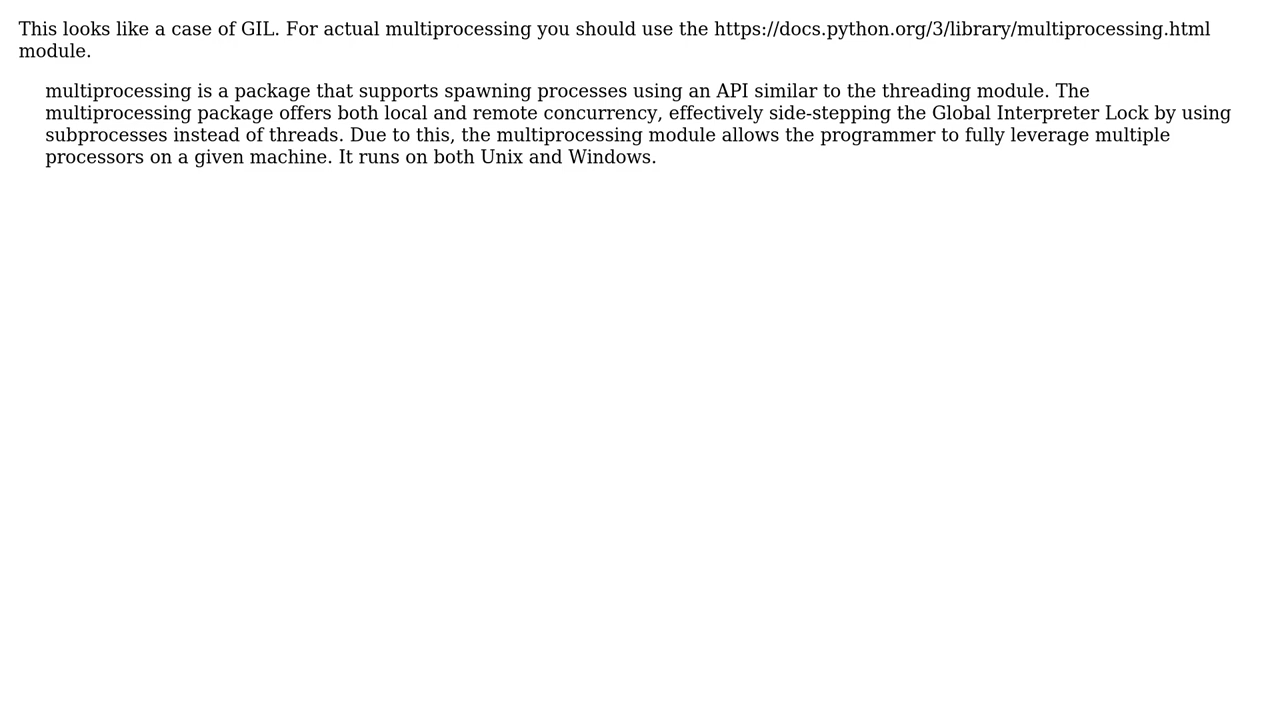 This looks like a case of GIL. For actual multiprocessing you should use the https://docs.python.org/3/library/multiprocessing.html
module.
multiprocessing is a package that supports spawning processes using an API similar to the threading module. The
multiprocessing package offers both local and remote concurrency, effectively side-stepping the Global Interpreter Lock by using
subprocesses instead of threads. Due to this, the multiprocessing module allows the programmer to fully leverage multiple
processors on a given machine. It runs on both Unix and Windows.